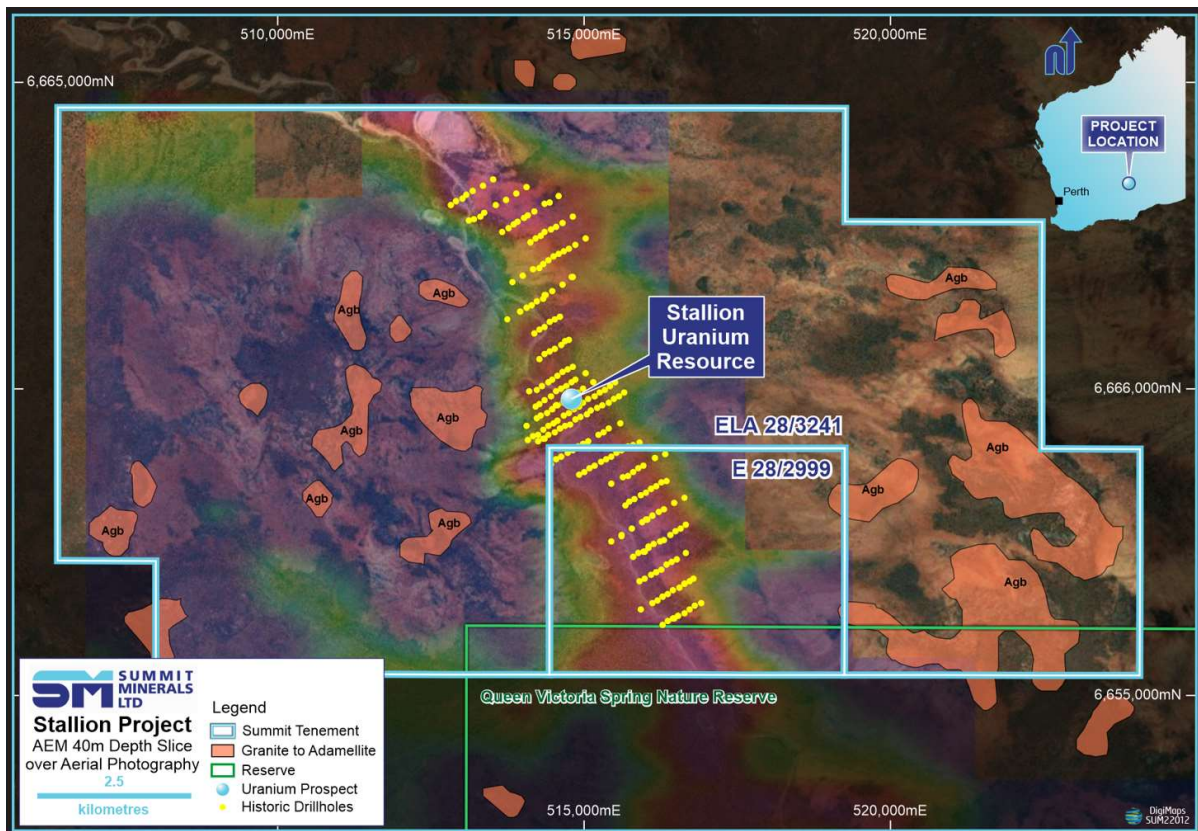 510,000mE
515,000mE
520,000mE
6,665,000mN
PROJECT
LOCATION
Perth
Agb
Agb
Agb
Stallion
Uranium
Resource
6,666,000mN
Agb
Agb
ELA 28/3241
E 28/2999
Agb
Agb
Agb
Agb
Agb
Agb
SM
SUMMIT
MINERALS
LTD
Stallion Project
AEM 40m Depth Slice
over Aerial Photography
2.5
kilometres
Legend
Summit Tenement
Granite to Adamellite
Reserve
Uranium Prospect
Historic Drillholes
Queen Victoria Spring Nature Reserve
6,655,000mN
515,000mE
520,000mE
DigiMaps
SUM22012